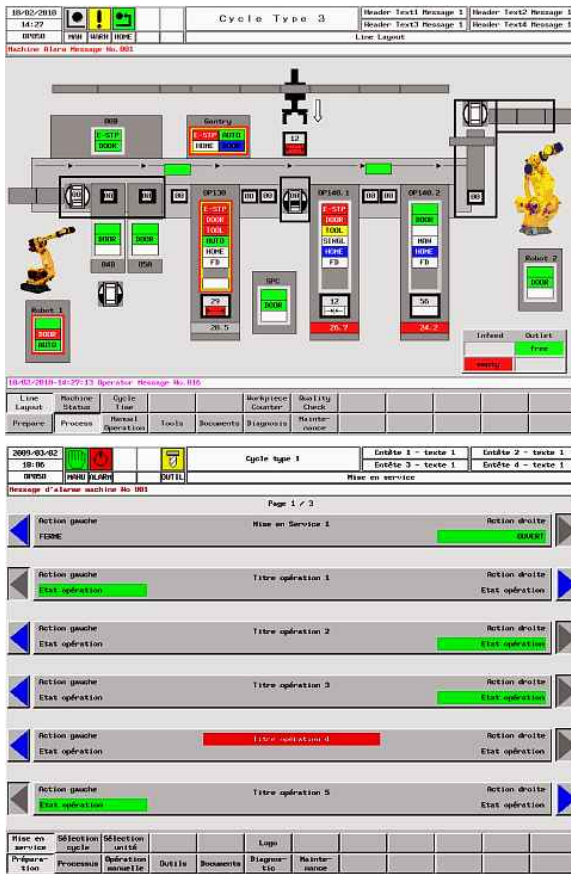 18/02/2010
14:27
OP050
MAN WARN HOME
Cycle Type 3
Header Text1 Message 1 Header Text2 Message 1
Header Text3 Message 1 Header Text4 Message 1
Line Layout
Machine Alarm Message No.001
Gantry
E-STP
DOOR
E-STP AUTO
HOME DOOR
12
OP130
OP140.1
OP140.2
E-STP
DOOR
TOOL
AUTO
HOME
FD
E-STP
DOOR
TOOL
SINGL
HOME
FD
DOOR
MAN
HOME
FD
DOOR
DOOR
04B
05A
SPC
DOOR
29
12
56
28.5
26.7
24.2
Robot 1
DOOR
AUTO
Robot 2
DOOR
Infeed Outlet
free
empty
18/02/2010-14:27:13 Operator Message No.016
Line Layout
Machine Status
Cycle Time
Workpiece Counter
Quality Check
Prepare
Process
Manual Operation
Tools
Documents
Diagnosis
Mainte-
nance
2009/03/02
18:06
OP050
MANU ALARM
OUTIL
Cycle type 1
Entête 1 - texte 1 Entête 2 - texte 1
Entête 3 - texte 1 Entête 4 - texte 1
Mise en service
Message d'alarme machine No 001
Page 1 / 3
Action gauche Mise en Service 1 Action droite
FERME OUVERT
Action gauche Titre opération 1 Action droite
Etat opération Etat opération
Action gauche Titre opération 2 Action droite
Etat opération Etat opération
Action gauche Titre opération 3 Action droite
Etat opération Etat opération
Action gauche Titre opération 4 Action droite
Etat opération Etat opération
Action gauche Titre opération 5 Action droite
Etat opération Etat opération
Mise en service
Sélection cycle
Sélection unité
Logo
Prépara-
tion
Processus
Opération manuelle
Outils
Documents
Diagnos-
tic
Mainte-
nance